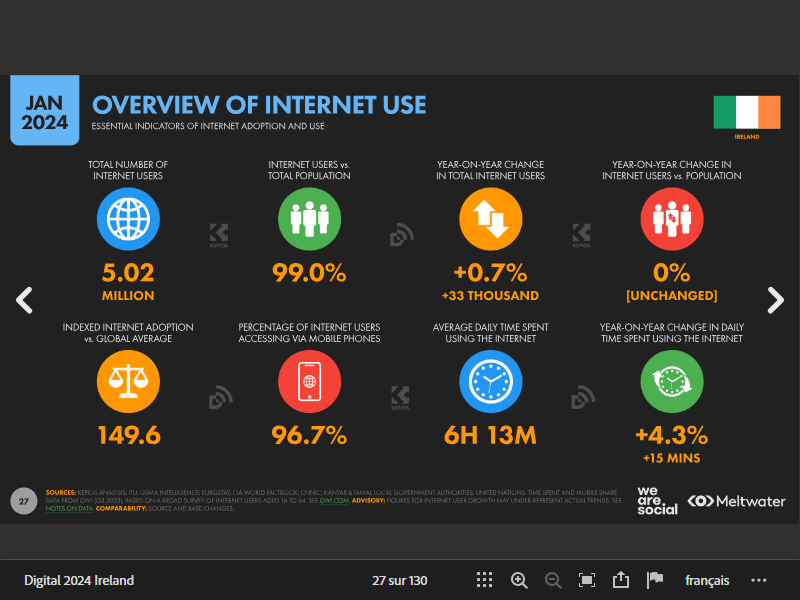 JAN
2024
OVERVIEW OF INTERNET USE
ESSENTIAL INDICATORS OF INTERNET ADOPTION AND USE
IRELAND
TOTAL NUMBER OF
INTERNET USERS
5.02
MILLION
INTERNET USERS vs.
TOTAL POPULATION
99.0%
YEAR-ON-YEAR CHANGE
IN TOTAL INTERNET USERS
+0.7%
+33 THOUSAND
YEAR-ON-YEAR CHANGE IN
INTERNET USERS vs. POPULATION
0%
[UNCHANGED]
KEPIOS
KEPIOS
INDEXED INTERNET ADOPTION
vs. GLOBAL AVERAGE
149.6
PERCENTAGE OF INTERNET USERS
ACCESSING VIA MOBILE PHONES
96.7%
AVERAGE DAILY TIME SPENT
USING THE INTERNET
6H 13M
YEAR-ON-YEAR CHANGE IN DAILY
TIME SPENT USING THE INTERNET
+4.3%
+15 MINS
KEPIOS
27
SOURCES: KEPIOS ANALYSIS; ITU; GSMA INTELLIGENCE; EUROSTAT; CIA WORLD FACTBOOK; CNNIC; KANTAR & IAMAI; LOCAL GOVERNMENT AUTHORITIES; UNITED NATIONS. TIME SPENT AND MOBILE SHARE
DATA FROM GWI (Q3 2023), BASED ON A BROAD SURVEY OF INTERNET USERS AGED 16 TO 64. SEE GWI.COM. ADVISORY: FIGURES FOR INTERNET USER GROWTH MAY UNDER-REPRESENT ACTUAL TRENDS. SEE
NOTES ON DATA. COMPARABILITY: SOURCE AND BASE CHANGES.
we
are.
social
Meltwater
Digital 2024 Ireland
27 sur 130
français